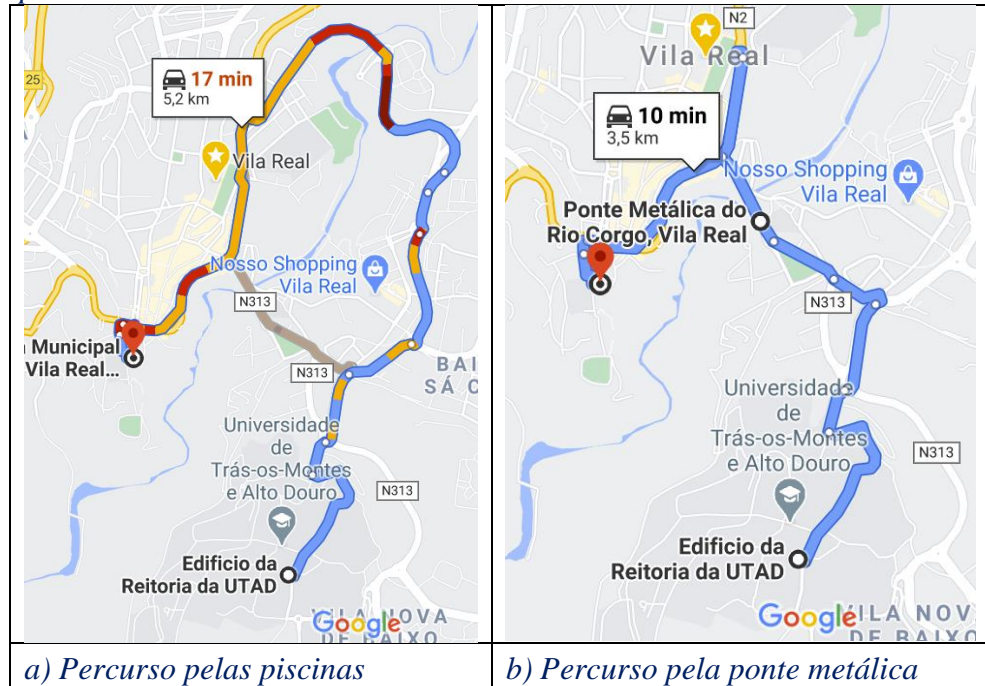 25
17 min
5,2 km
Vila Real
Nosso Shopping
Vila Real
N313
Municipal
Vila Real...
N313
BAI
SÁ C
Universidade
de
Trás-os-Montes
e Alto Douro
N313
Edificio da
Reitoria da UTAD
VILA NOVA
DE BAIXO
Google
a) Percurso pelas piscinas
N2
Vila Real
10 min
3,5 km
Nosso Shopping
Vila Real
Ponte Metálica do
Rio Corgo, Vila Real
N313
Universidade
de
Trás-os-Montes
e Alto Douro
N313
Edificio da
Reitoria da UTAD
Google
VILA NOV
DE BAIXO
b) Percurso pela ponte metálica